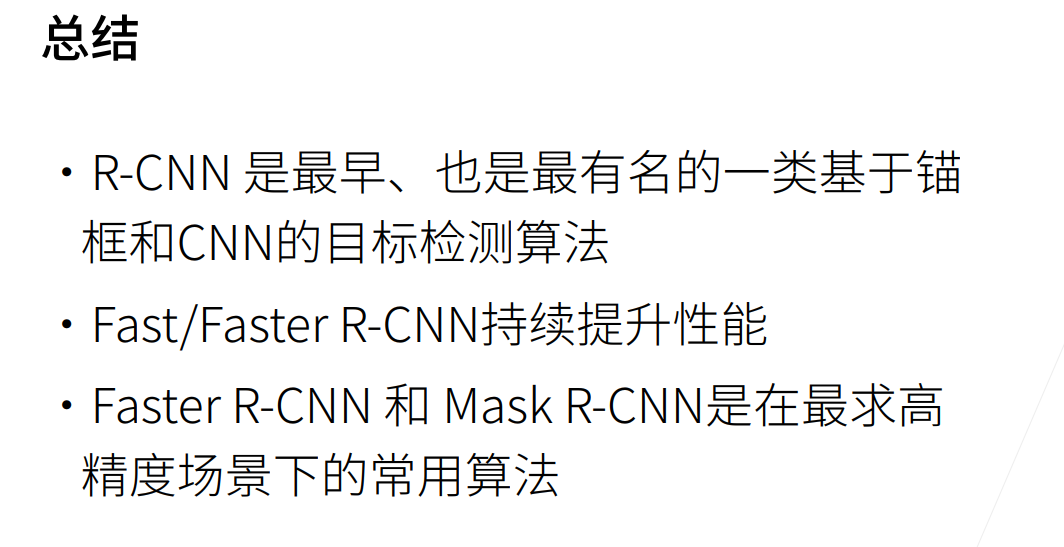 总结
• R-CNN 是最早、也是最有名的一类基于锚
框和CNN的目标检测算法
• Fast/Faster R-CNN持续提升性能
• Faster R-CNN 和 Mask R-CNN是在最求高
精度场景下的常用算法